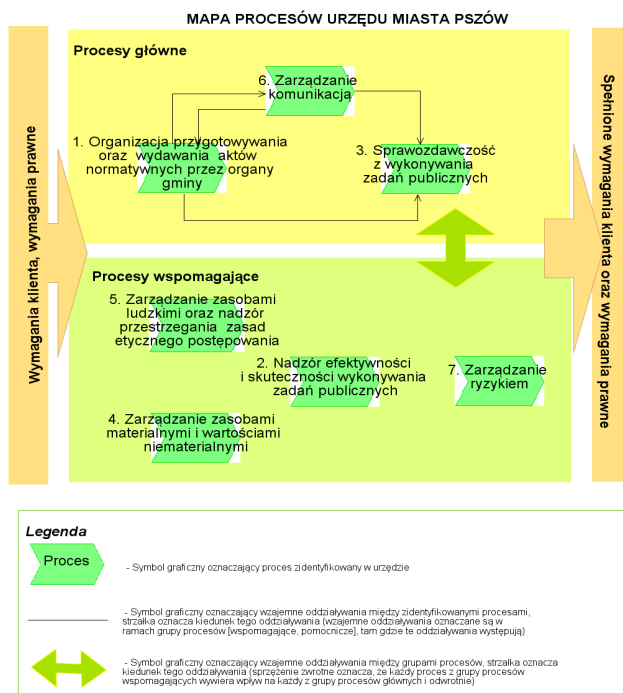 MAPA PROCESÓW URZĘDU MIASTA PSZÓW
Wymagania klienta, wymagania prawne
Procesy główne
6. Zarządzanie
komunikacją
1. Organizacja przygotowywania
oraz wydawania aktów
normatywnych przez organy
gminy
3. Sprawozdawczość
z wykonywania
zadań publicznych
Procesy wspomagające
5. Zarządzanie zasobami
ludzkimi oraz nadzór
przestrzegania zasad
etycznego postępowania
2. Nadzór efektywności
i skuteczności wykonywania
zadań publicznych
7. Zarządzanie
ryzykiem
4. Zarządzanie zasobami
materialnymi i wartościami
niematerialnymi
Spełnione wymagania klienta oraz wymagania prawne
Legenda
Proces
- Symbol graficzny oznaczający proces zidentyfikowany w urzędzie
- Symbol graficzny oznaczający wzajemne oddziaływania między zidentyfikowanymi procesami,
strzałka oznacza kiedunek tego oddziaływania (wzajemne oddziaływania oznaczane są w
ramach grupy procesów [wspomagające, pomocnicze], tam gdzie te oddziaływania występują)
- Symbol graficzny oznaczający wzajemne oddziaływania między grupami procesów, strzałka oznacza
kiedunek tego oddziaływania (sprzężenie zwrotne oznacza, że każdy proces z grupy procesów
wspomagających wywiera wpływ na każdy z grupy procesów głównych i odwrotnie)